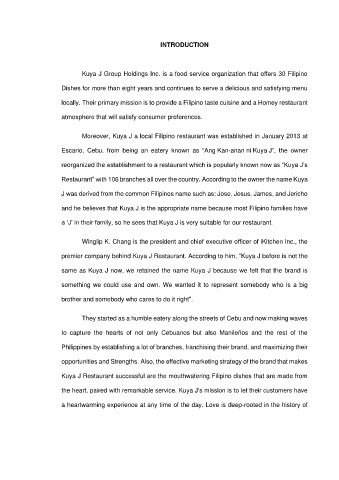 INTRODUCTION
Kuya J Group Holdings Inc. is a food service organization that offers 30 Filipino
Dishes for more than eight years and continues to serve a delicious and satisfying menu
locally. Their primary mission is to provide a Filipino taste cuisine and a Homey restaurant
atmosphere that will satisfy consumer preferences.
Moreover, Kuya J a local Filipino restaurant was established in January 2013 at
Escario, Cebu, from being an eatery known as “Ang Kan-anan ni Kuya J”, the owner
reorganized the establishment to a restaurant which is popularly known now as “Kuya J’s
Restaurant” with 106 branches all over the country. According to the owner the name Kuya
J was derived from the common Filipinos name such as; Jose, Jesus, James, and Jericho
and he believes that Kuya J is the appropriate name because most Filipino families have
a ‘J’ in their family, so he sees that Kuya J is very suitable for our restaurant.
Winglip K. Chang is the president and chief executive officer of iKitchen Inc., the
premier company behind Kuya J Restaurant. According to him, "Kuya J before is not the
same as Kuya J now, we retained the name Kuya J because we felt that the brand is
something we could use and own. We wanted it to represent somebody who is a big
brother and somebody who cares to do it right".
They started as a humble eatery along the streets of Cebu and now making waves
to capture the hearts of not only Cebuanos but also Manileños and the rest of the
Philippines by establishing a lot of branches, franchising their brand, and maximizing their
opportunities and Strengths. Also, the effective marketing strategy of the brand that makes
Kuya J Restaurant successful are the mouthwatering Filipino dishes that are made from
the heart, paired with remarkable service. Kuya J's mission is to let their customers have
a heartwarming experience at any time of the day. Love is deep-rooted in the history of